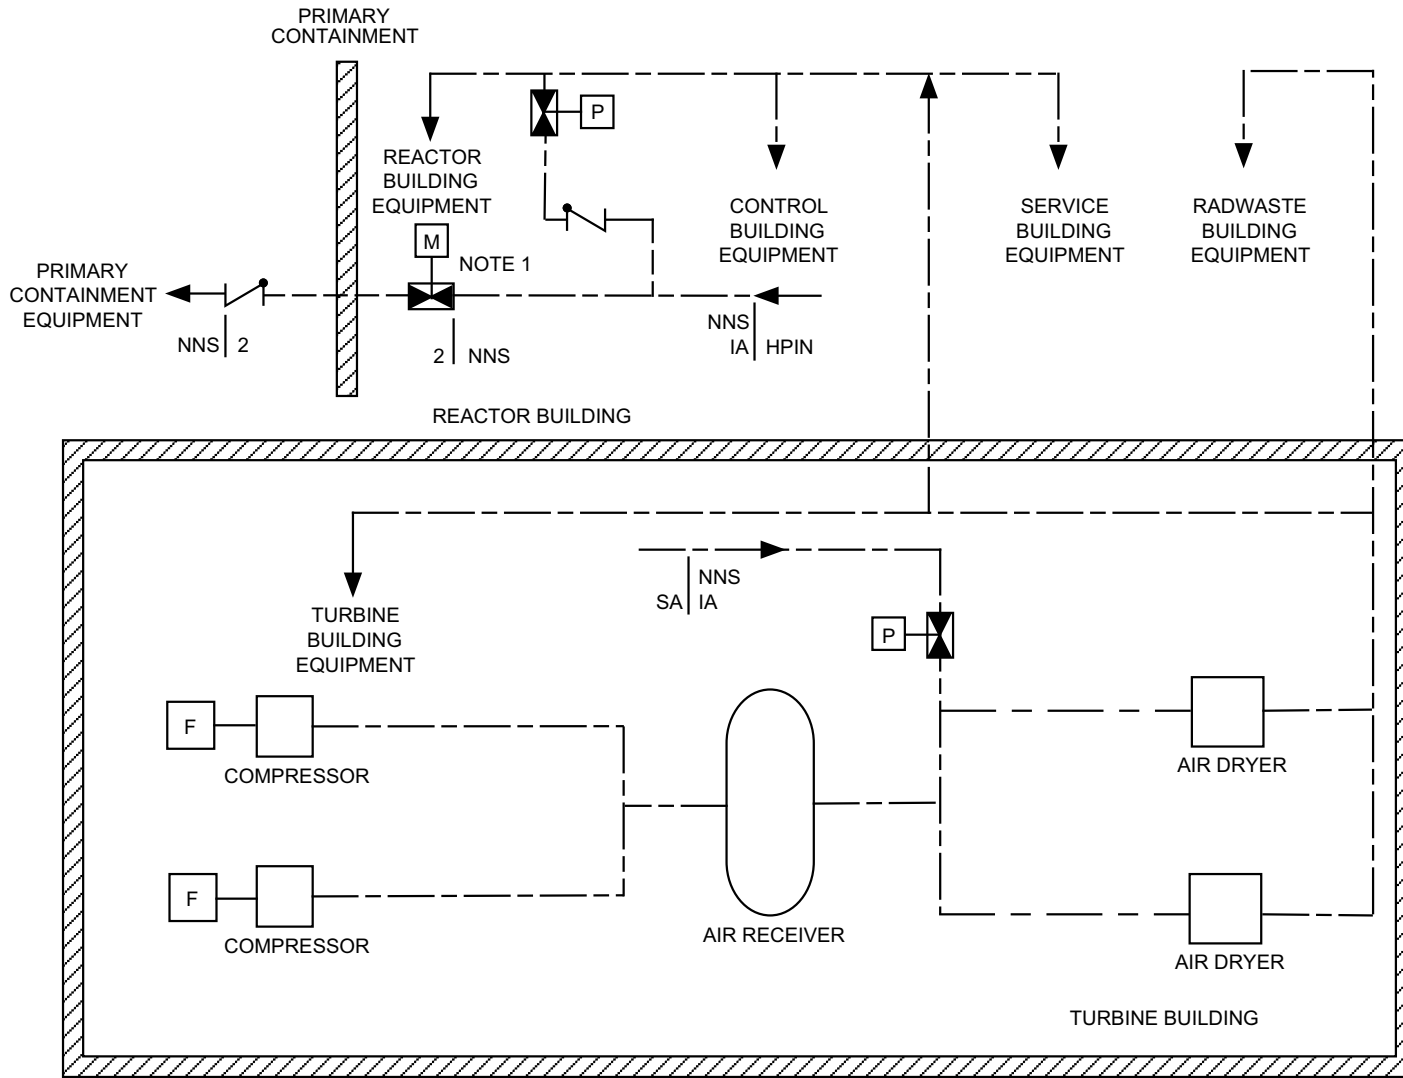 PRIMARY
CONTAINMENT
P
REACTOR
BUILDING
EQUIPMENT
CONTROL
BUILDING
EQUIPMENT
SERVICE
BUILDING
EQUIPMENT
RADWASTE
BUILDING
EQUIPMENT
M
NOTE 1
PRIMARY
CONTAINMENT
EQUIPMENT
NNS 2
2 NNS
NNS
IA HPIN
REACTOR BUILDING
NNS
SA IA
TURBINE
BUILDING
EQUIPMENT
P
F
COMPRESSOR
AIR DRYER
F
COMPRESSOR
AIR RECEIVER
AIR DRYER
TURBINE BUILDING